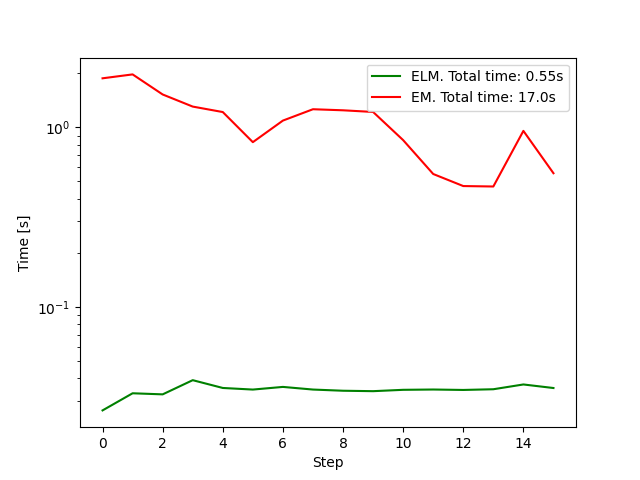 ELM. Total time: 0.55s
EM. Total time: 17.0s
10⁰
10⁻¹
Time [s]
0 2 4 6 8 10 12 14
Step